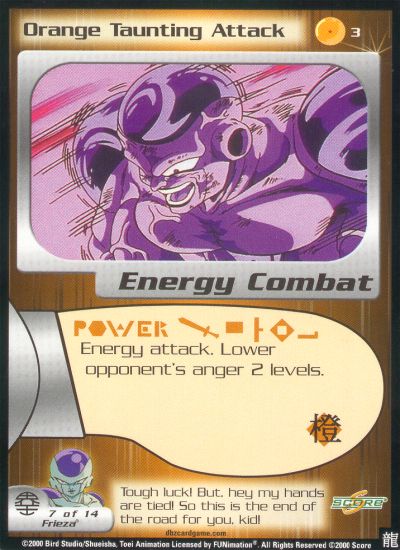 Orange Taunting Attack
3
Energy Combat
POWER
Energy attack. Lower
opponent's anger 2 levels.
橙
7 of 14
Frieza
Tough luck! But, hey my hands
are tied! So this is the end of
the road for you, kid!
SCORE
dbzcardgame.com
©2000 Bird Studio/Shueisha, Toei Animation Licensed by FUNimation®. All Rights Reserved ©2000 Score
龍